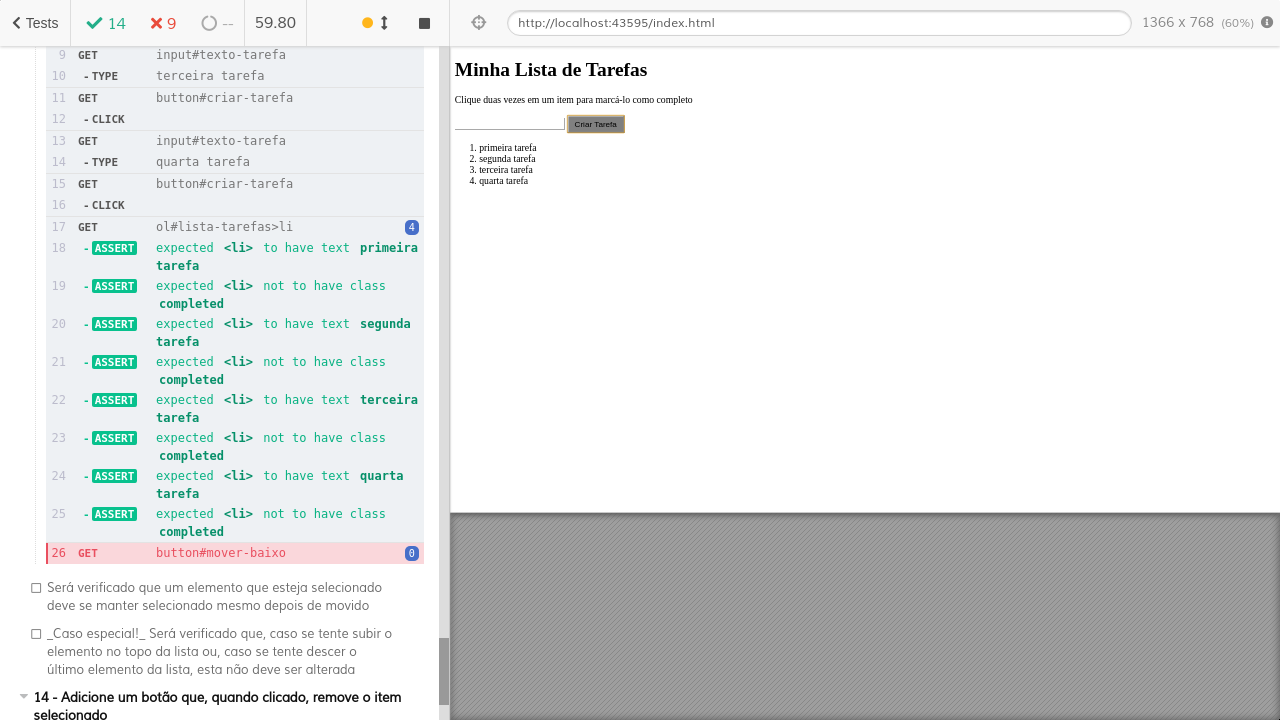 Tests 14 9 -- 59.80 http://localhost:43595/index.html 1366 x 768 (60%)
9 GET input#texto-tarefa
10 - TYPE terceira tarefa
11 GET button#criar-tarefa
12 - CLICK
13 GET input#texto-tarefa
14 - TYPE quarta tarefa
15 GET button#criar-tarefa
16 - CLICK
17 GET ol#lista-tarefas>li 4
18 - ASSERT expected <li> to have text primeira
tarefa
19 - ASSERT expected <li> not to have class
completed
20 - ASSERT expected <li> to have text segunda
tarefa
21 - ASSERT expected <li> not to have class
completed
22 - ASSERT expected <li> to have text terceira
tarefa
23 - ASSERT expected <li> not to have class
completed
24 - ASSERT expected <li> to have text quarta
tarefa
25 - ASSERT expected <li> not to have class
completed
26 GET button#mover-baixo 0
Será verificado que um elemento que esteja selecionado
deve se manter selecionado mesmo depois de movido
_Caso especial!_ Será verificado que, caso se tente subir o
elemento no topo da lista ou, caso se tente descer o
último elemento da lista, esta não deve ser alterada
14 - Adicione um botão que, quando clicado, remove o item
selecionado
Minha Lista de Tarefas
Clique duas vezes em um item para marcá-lo como completo
Criar Tarefa
1. primeira tarefa
2. segunda tarefa
3. terceira tarefa
4. quarta tarefa